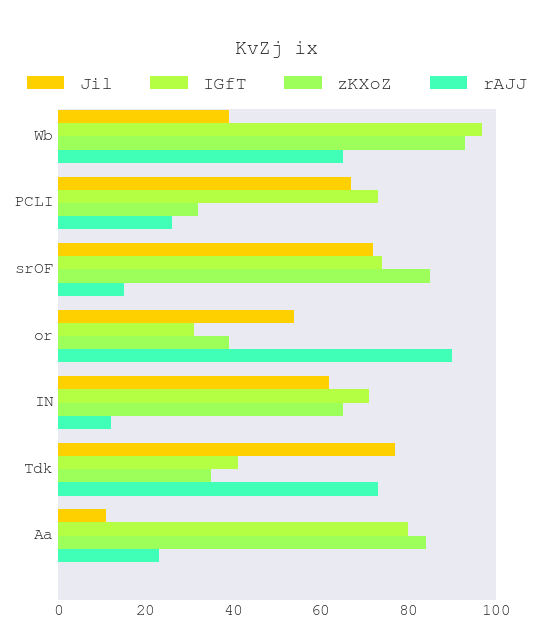 KvZj ix
Jil IGfT zKXoZ rAJJ
Wb
PCLI
srOF
or
IN
Tdk
Aa
0 20 40 60 80 100